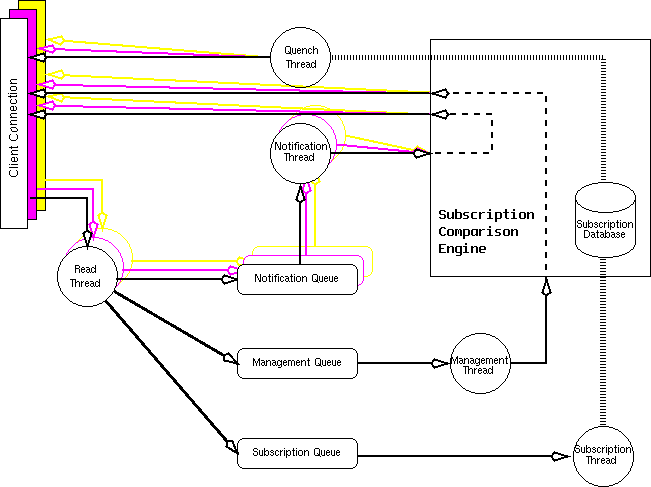 Client Connection
Quench
Thread
Notification
Thread
Subscription
Comparison
Engine
Subscription
Database
Read
Thread
Notification Queue
Management Queue
Management
Thread
Subscription Queue
Subscription
Thread